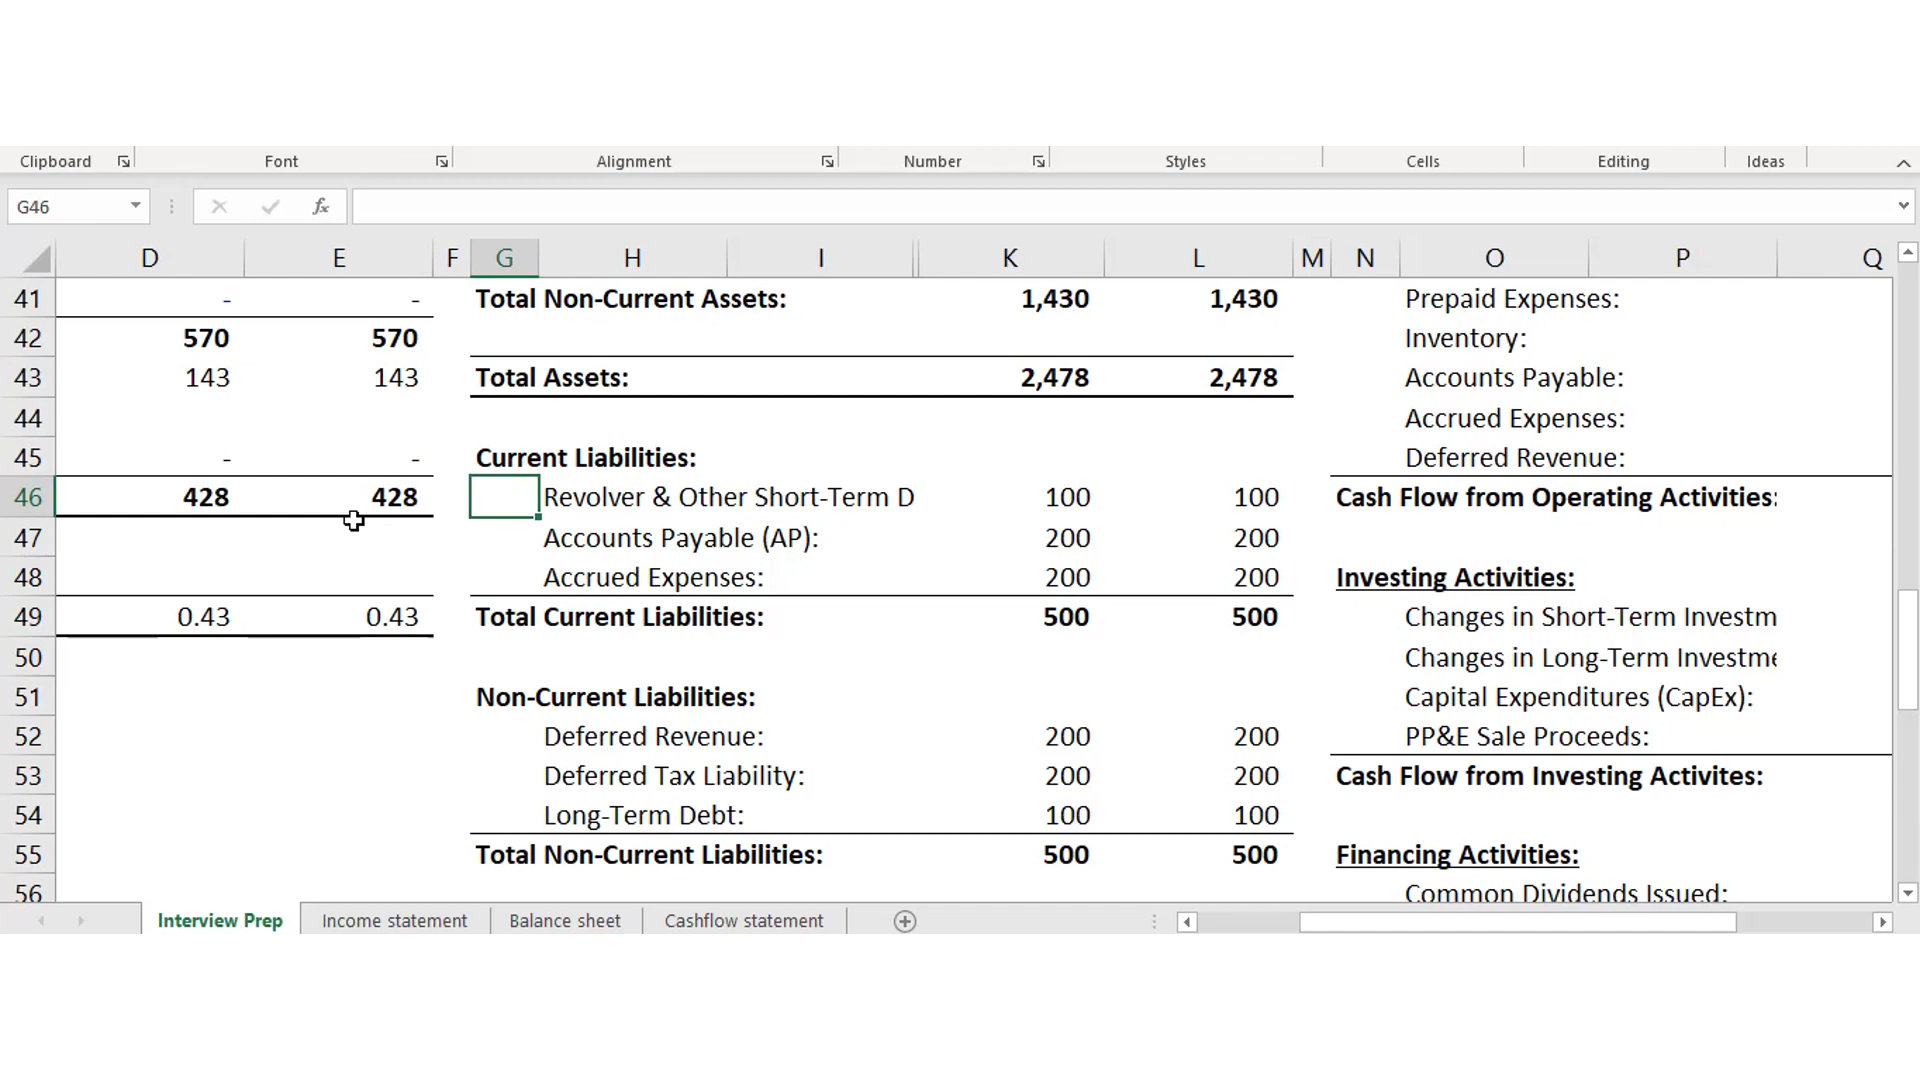 Clipboard Font Alignment Number Styles Cells Editing Ideas
G46 fx
D E F G H I K L M N O P Q
41 - - Total Non-Current Assets: 1,430 1,430 Prepaid Expenses:
42 570 570 Inventory:
43 143 143 Total Assets: 2,478 2,478 Accounts Payable:
44 Accrued Expenses:
45 - - Current Liabilities: Deferred Revenue:
46 428 428 Revolver & Other Short-Term D 100 100 Cash Flow from Operating Activities:
47 Accounts Payable (AP): 200 200
48 Accrued Expenses: 200 200 Investing Activities:
49 0.43 0.43 Total Current Liabilities: 500 500 Changes in Short-Term Investm
50 Changes in Long-Term Investme
51 Non-Current Liabilities: Capital Expenditures (CapEx):
52 Deferred Revenue: 200 200 PP&E Sale Proceeds:
53 Deferred Tax Liability: 200 200 Cash Flow from Investing Activites:
54 Long-Term Debt: 100 100
55 Total Non-Current Liabilities: 500 500 Financing Activities:
56 Common Dividends Issued:
Interview Prep Income statement Balance sheet Cashflow statement